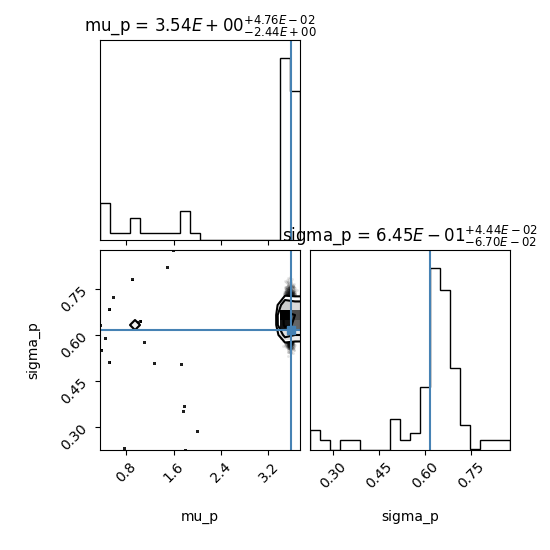 mu_p = 3.54E + 00^{+4.76E−02}_{−2.44E+00}
sigma_p = 6.45E − 01^{+4.44E−02}_{−6.70E−02}
0.75
0.60
0.45
0.30
sigma_p
0.8 1.6 2.4 3.2
mu_p
0.30 0.45 0.60 0.75
sigma_p